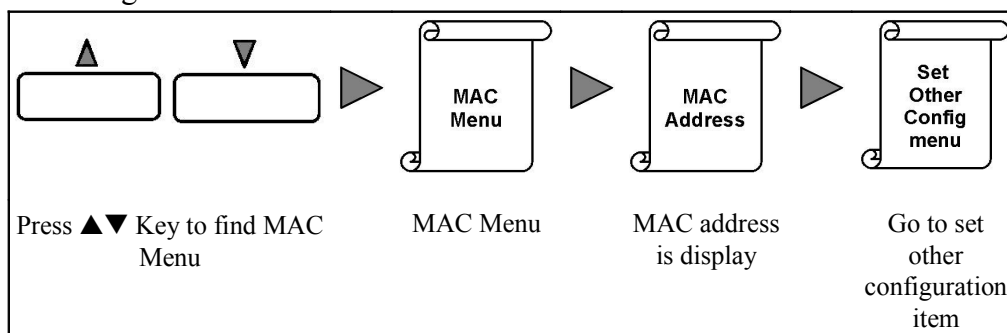 MAC
Menu
MAC
Address
Set
Other
Config
menu
Press ▲▼ Key to find MAC
Menu
MAC Menu
MAC address
is display
Go to set
other
configuration
item